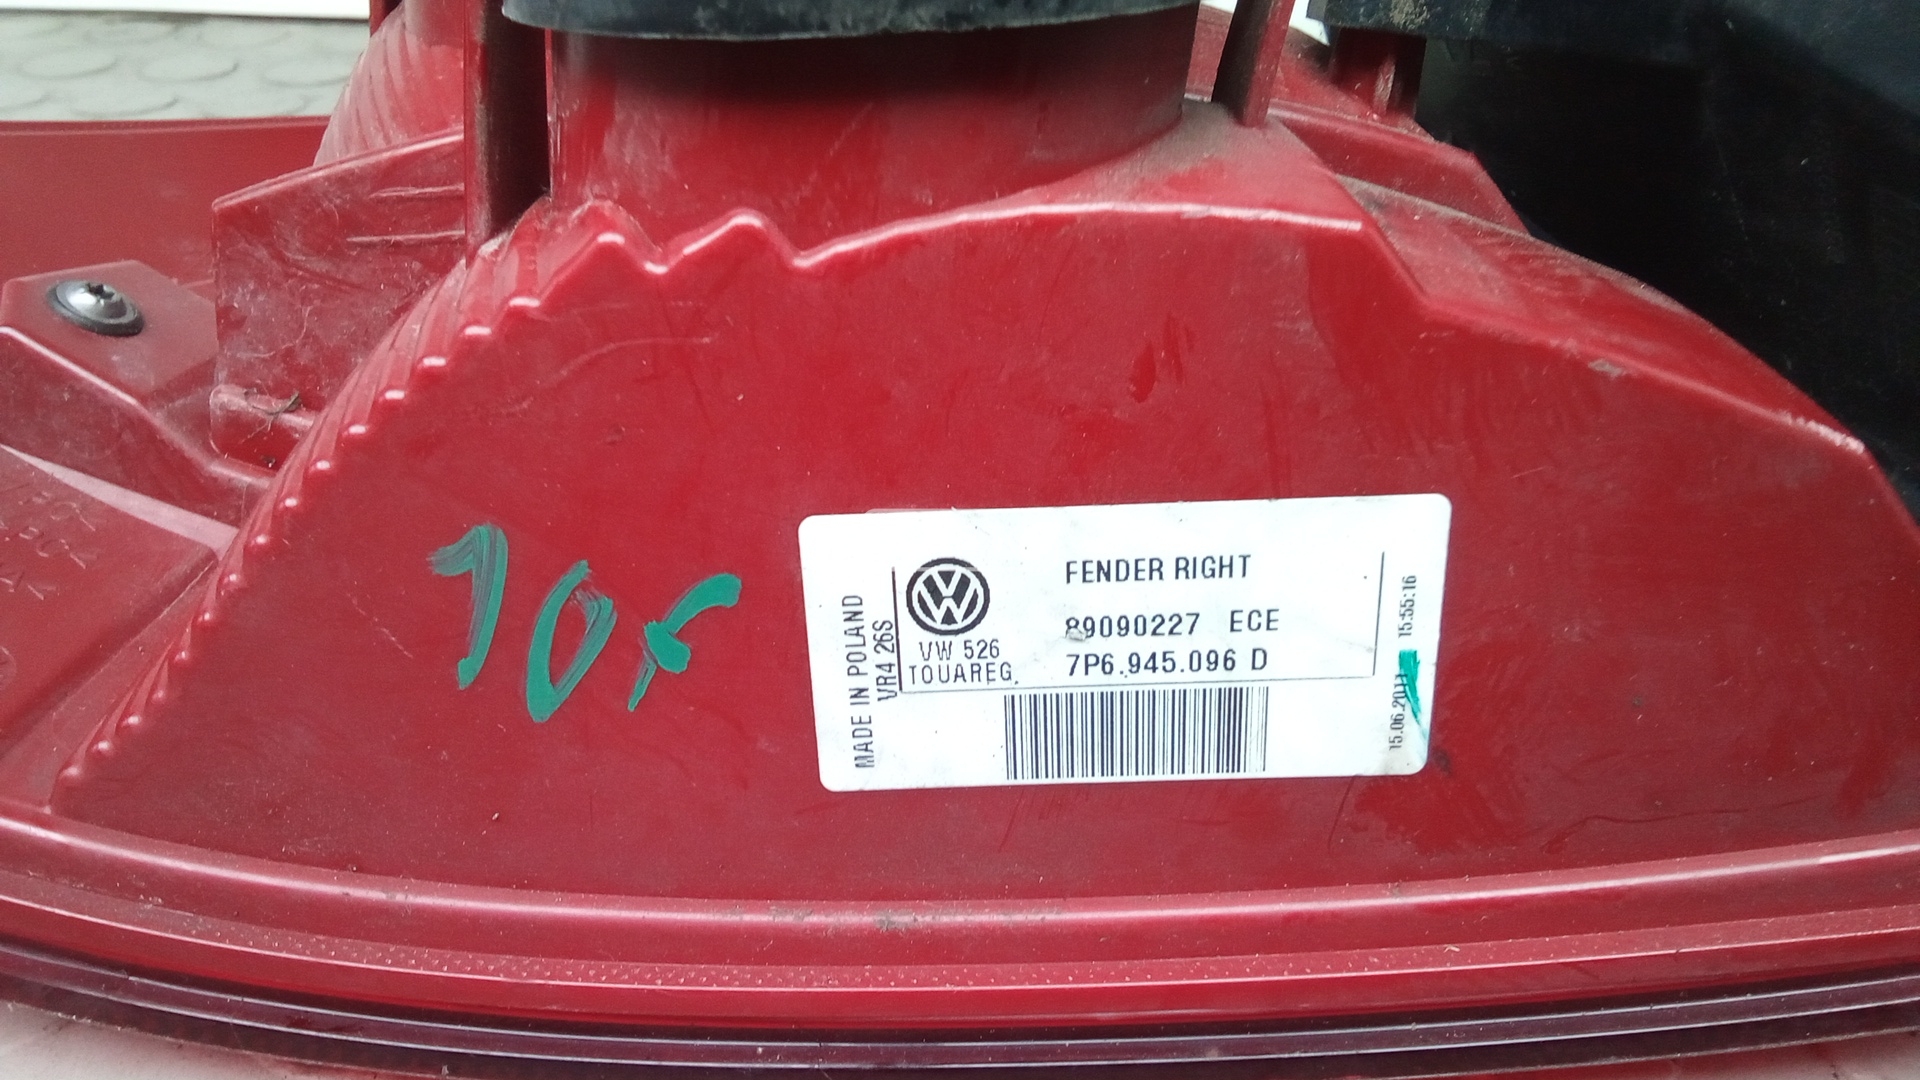 10r
MADE IN POLAND
VR4 26S
VW 526
TOUAREG
FENDER RIGHT
89090227 ECE
7P6.945.096 D
15.06.2011 15:55:16